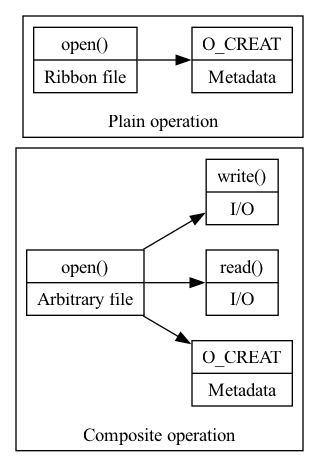 open()
Ribbon file
O_CREAT
Metadata
Plain operation
write()
I/O
open()
Arbitrary file
read()
I/O
O_CREAT
Metadata
Composite operation